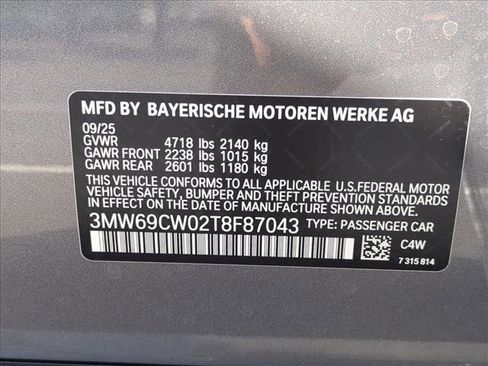 MFD BY BAYERISCHE MOTOREN WERKE AG
09/25
GVWR 4718 lbs 2140 kg
GAWR FRONT 2238 lbs 1015 kg
GAWR REAR 2601 lbs 1180 kg
THIS VEHICLE CONFORMS TO ALL APPLICABLE U.S.FEDERAL MOTOR
VEHICLE SAFETY, BUMPER, AND THEFT PREVENTION STANDARDS
IN EFFECT ON THE DATE OF MANUFACTURE SHOWN ABOVE.
3MW69CW02T8F87043 TYPE: PASSENGER CAR
C4W
7 315 814